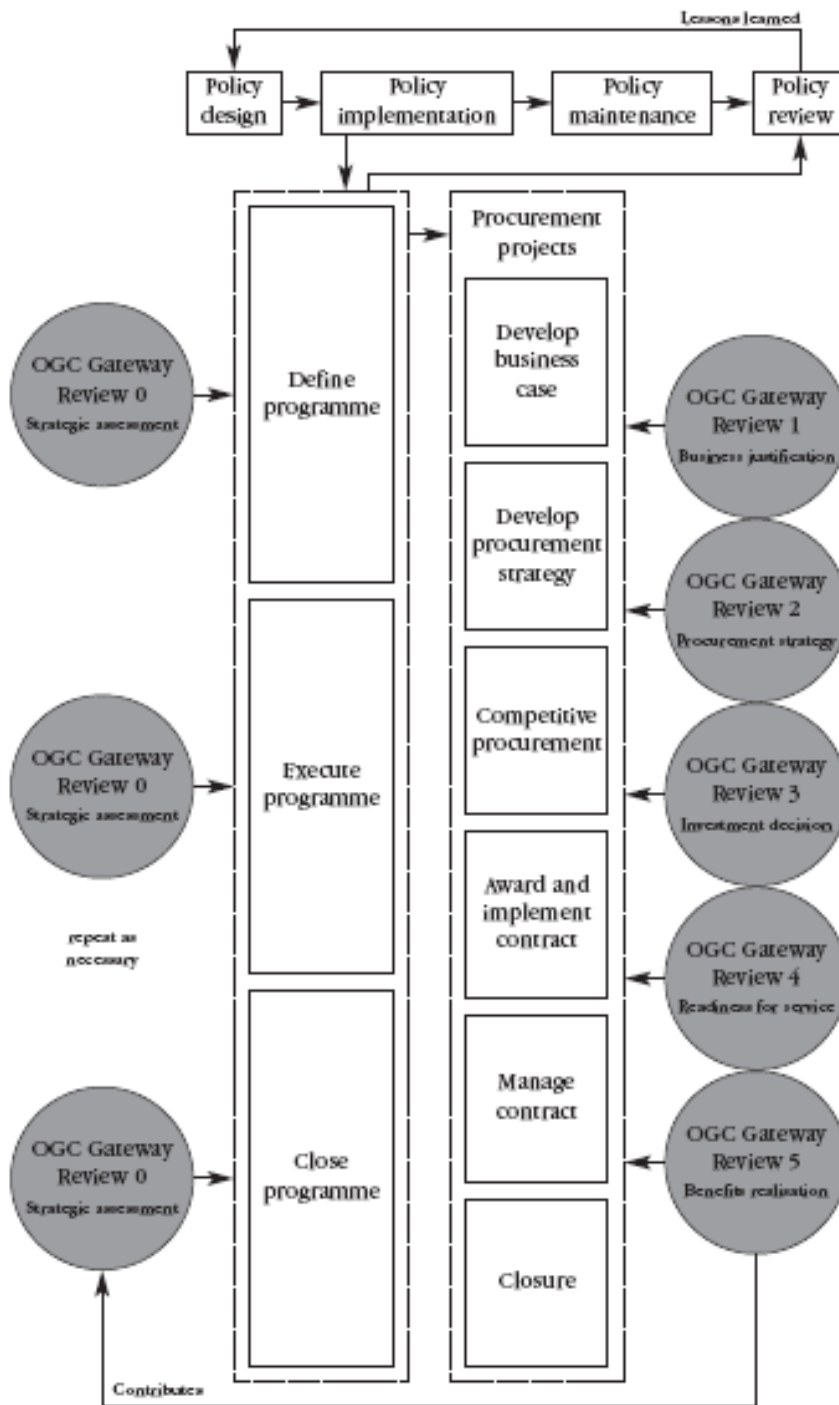 Lessons learned
Policy
design
Policy
implementation
Policy
maintenance
Policy
review
OGC Gateway
Review 0
Strategic assessment
OGC Gateway
Review 0
Strategic assessment
repeat as
necessary
OGC Gateway
Review 0
Strategic assessment
Define
programme
Execute
programme
Close
programme
Procurement
projects
Develop
business
case
Develop
procurement
strategy
Competitive
procurement
Award and
implement
contract
Manage
contract
Closure
OGC Gateway
Review 1
Business justification
OGC Gateway
Review 2
Procurement strategy
OGC Gateway
Review 3
Investment decision
OGC Gateway
Review 4
Readiness for service
OGC Gateway
Review 5
Benefits realisation
Contributes